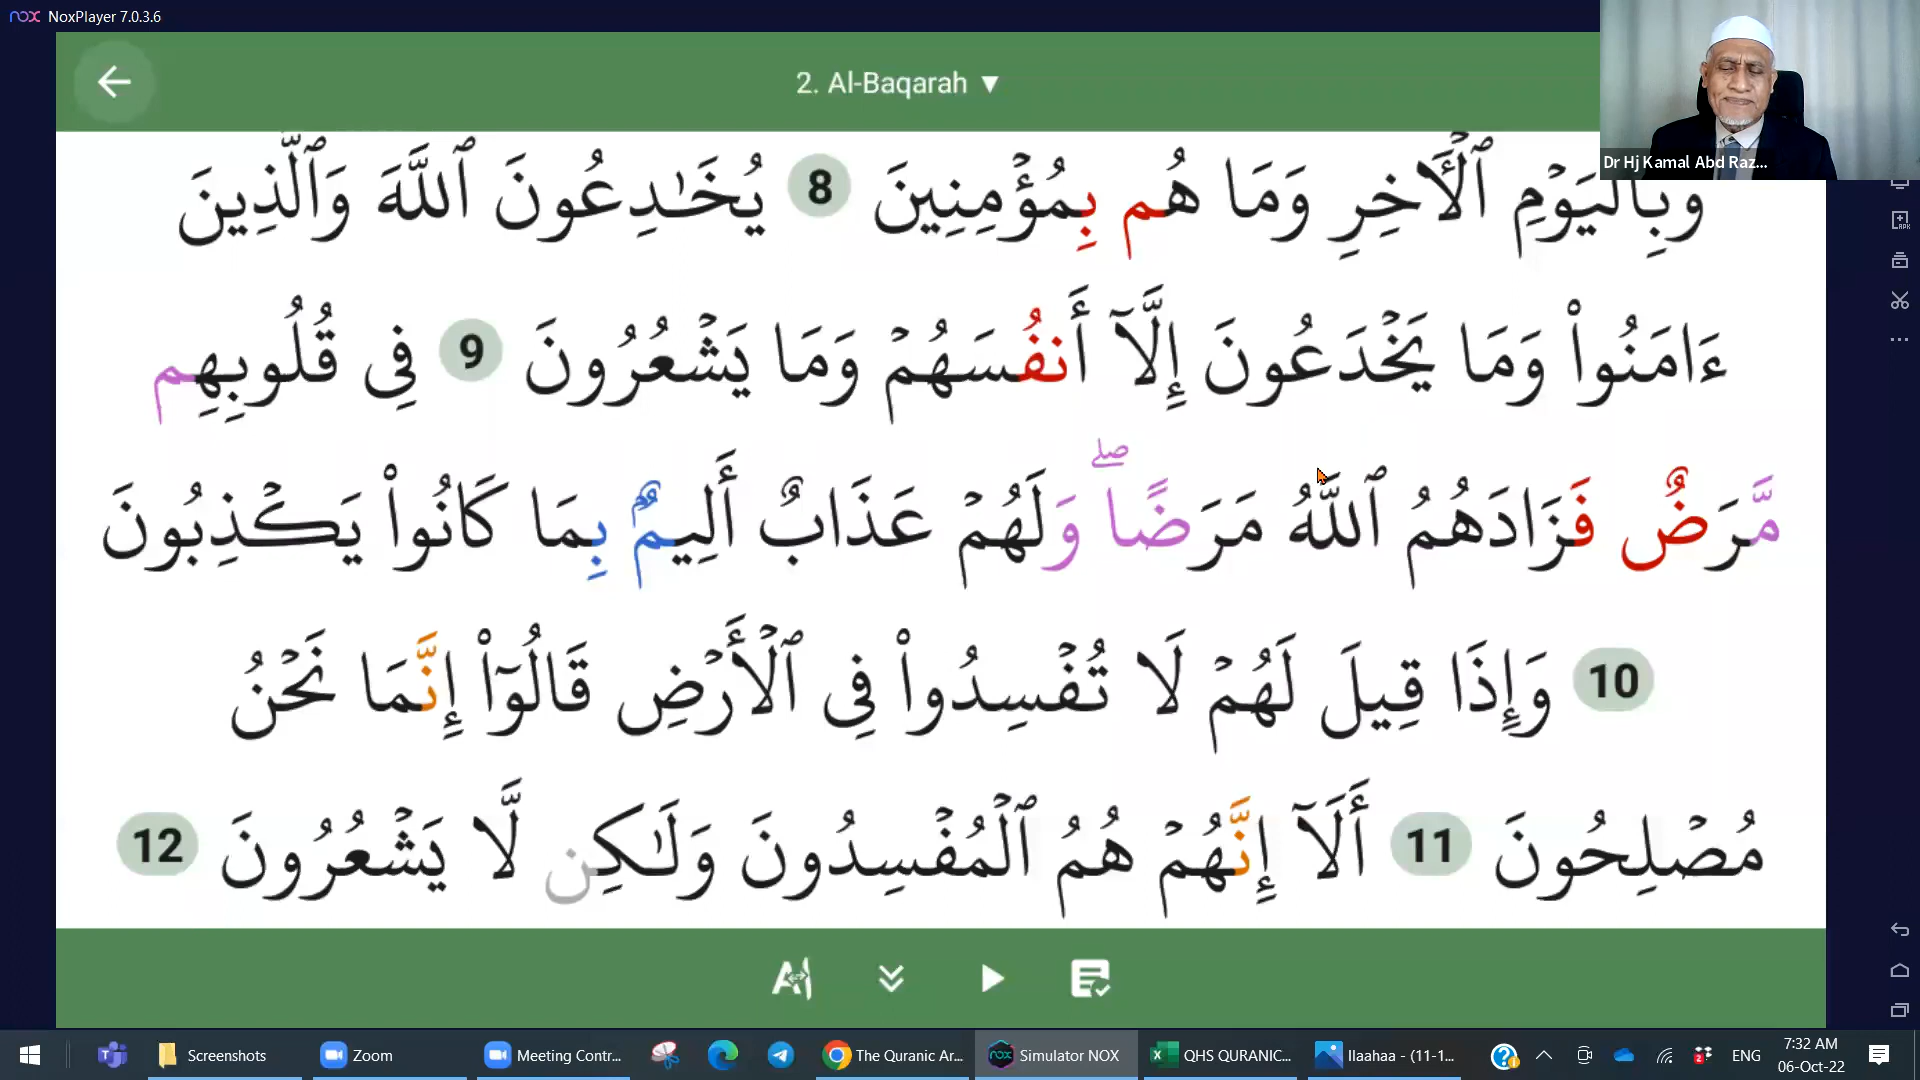 nox NoxPlayer 7.0.3.6
2. Al-Baqarah ▼
Dr Hj Kamal Abd Raz...
وَبِٱلْيَوْمِ ٱلْـَٔاخِرِ وَمَا هُم بِمُؤْمِنِينَ 8 يُخَـٰدِعُونَ ٱللَّهَ وَٱلَّذِينَ
ءَامَنُوا۟ وَمَا يَخْدَعُونَ إِلَّآ أَنفُسَهُمْ وَمَا يَشْعُرُونَ 9 فِى قُلُوبِهِم
مَّرَضٌ فَزَادَهُمُ ٱللَّهُ مَرَضًا ۖ وَلَهُمْ عَذَابٌ أَلِيمٌۢ بِمَا كَانُوا۟ يَكْذِبُونَ
10 وَإِذَا قِيلَ لَهُمْ لَا تُفْسِدُوا۟ فِى ٱلْأَرْضِ قَالُوٓا۟ إِنَّمَا نَحْنُ
مُصْلِحُونَ 11 أَلَآ إِنَّهُمْ هُمُ ٱلْمُفْسِدُونَ وَلَـٰكِن لَّا يَشْعُرُونَ 12
Screenshots
Zoom
Meeting Contr...
The Quranic Ar...
Simulator NOX
QHS QURANIC...
Ilaahaa - (11-1...
ENG
7:32 AM
06-Oct-22